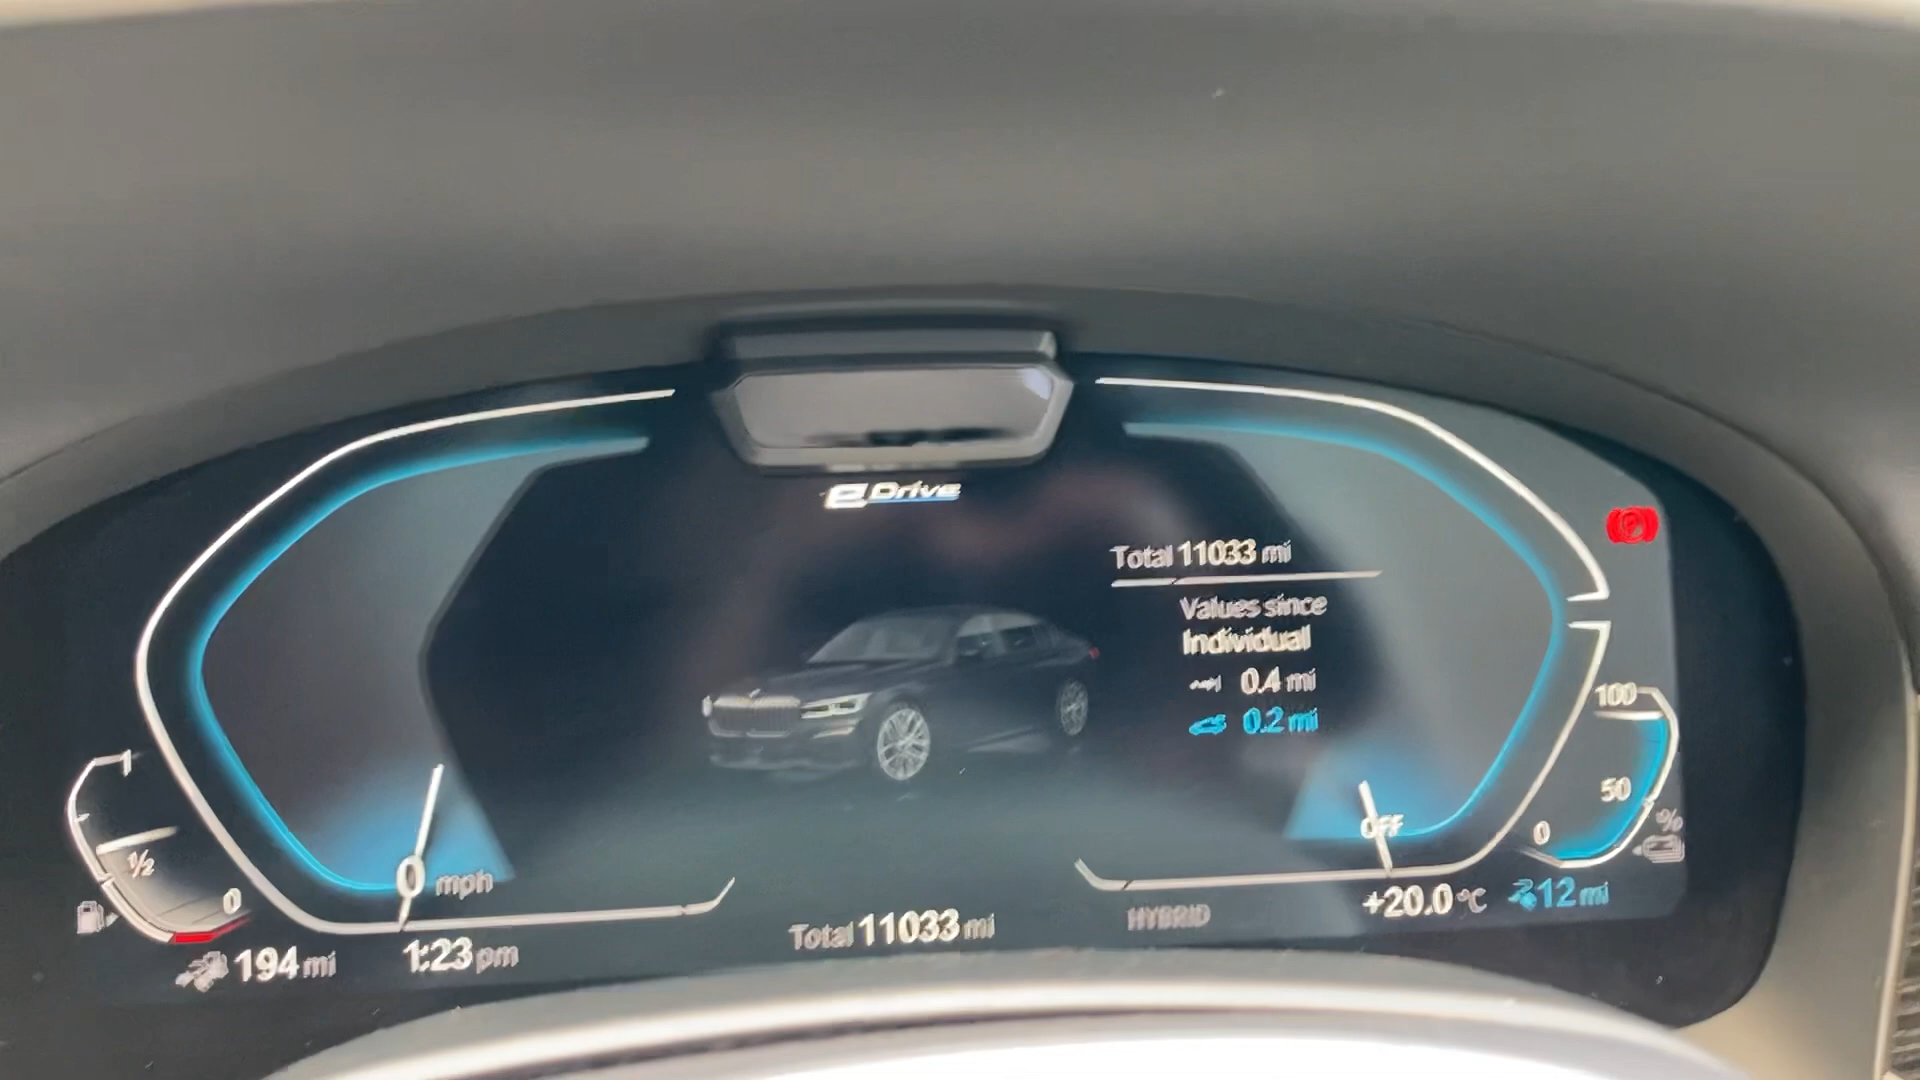 eDrive
Total 11033 mi
Values since
Individual
0.4 mi
0.2 mi
100
50
0
%
OFF
1
1/2
0
0 mph
194 mi
1:23 pm
Total 11033 mi
HYBRID
+20.0 °C
12 mi